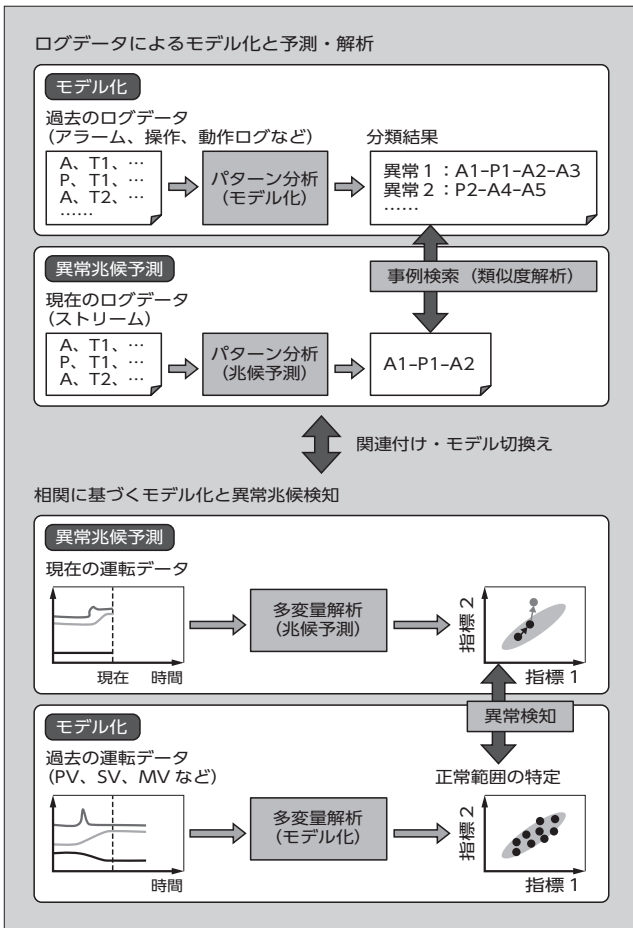 ログデータによるモデル化と予測・解析
モデル化
過去のログデータ
（アラーム、操作、動作ログなど）
A、T1、…
P、T1、…
A、T2、…
……
パターン分析
（モデル化）
分類結果
異常1：A1−P1−A2−A3
異常2：P2−A4−A5
……
事例検索（類似度解析）
異常兆候予測
現在のログデータ
（ストリーム）
A、T1、…
P、T1、…
A、T2、…
パターン分析
（兆候予測）
A1−P1−A2
関連付け・モデル切換え
相関に基づくモデル化と異常兆候検知
異常兆候予測
現在の運転データ
現在
時間
多変量解析
（兆候予測）
指標2
指標1
異常検知
モデル化
過去の運転データ
（PV、SV、MVなど）
時間
多変量解析
（モデル化）
正常範囲の特定
指標2
指標1